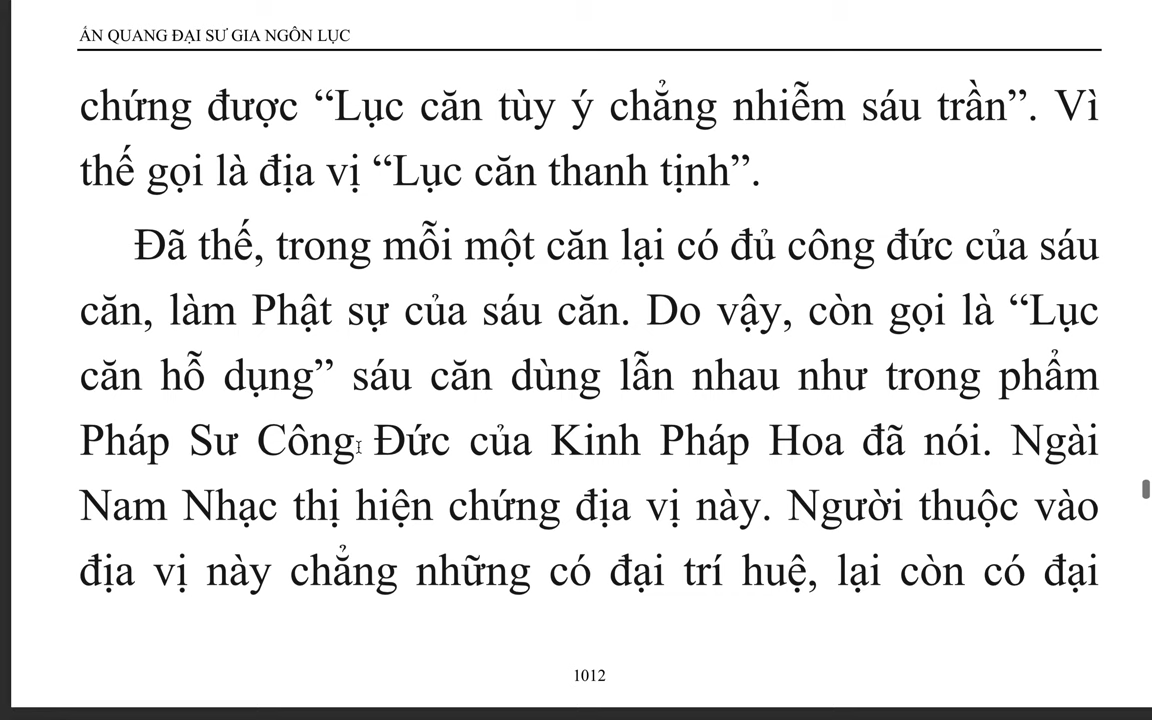 ẤN QUANG ĐẠI SƯ GIA NGÔN LỤC
chứng được “Lục căn tùy ý chẳng nhiễm sáu trần”. Vì
thế gọi là địa vị “Lục căn thanh tịnh”.
Đã thế, trong mỗi một căn lại có đủ công đức của sáu
căn, làm Phật sự của sáu căn. Do vậy, còn gọi là “Lục
căn hỗ dụng” sáu căn dùng lẫn nhau như trong phẩm
Pháp Sư Công Đức của Kinh Pháp Hoa đã nói. Ngài
Nam Nhạc thị hiện chứng địa vị này. Người thuộc vào
địa vị này chẳng những có đại trí huệ, lại còn có đại
1012